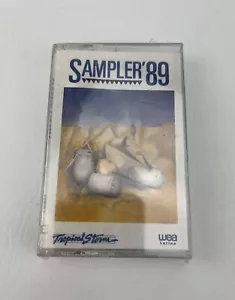 SAMPLER'89
Tropical Storm
wea
latina